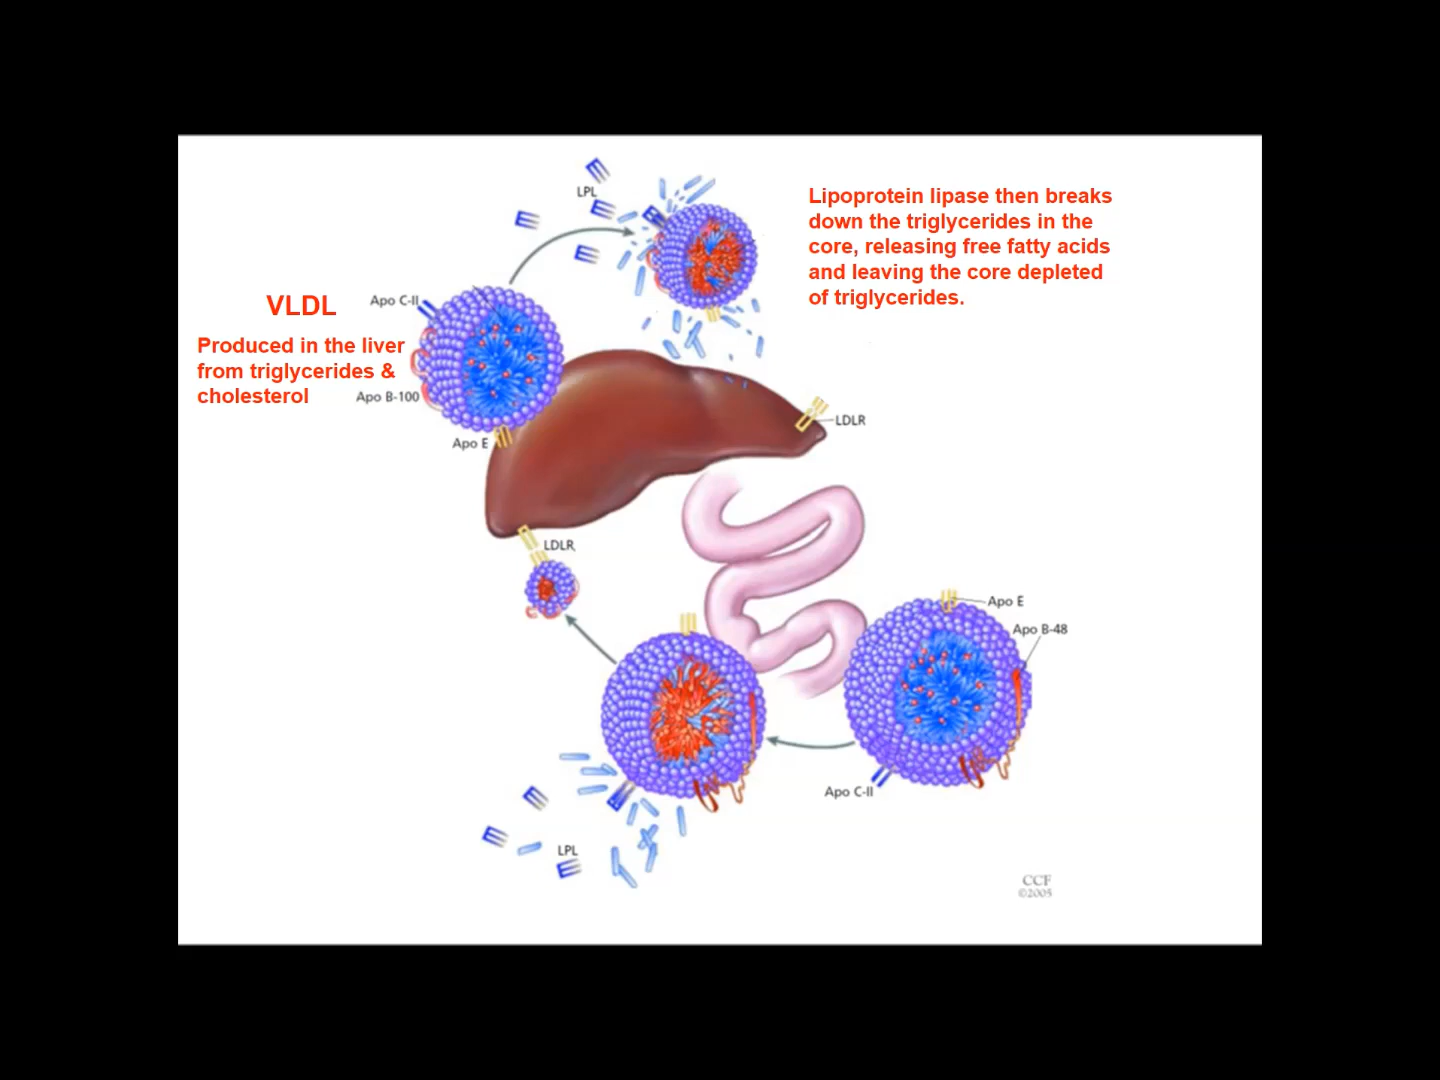 LPL
Lipoprotein lipase then breaks
down the triglycerides in the
core, releasing free fatty acids
and leaving the core depleted
of triglycerides.
VLDL
Apo C-II
Produced in the liver
from triglycerides &
cholesterol
Apo B-100
Apo E
LDLR
LDLR
Apo E
Apo B-48
Apo C-II
LPL
CCF
©2005